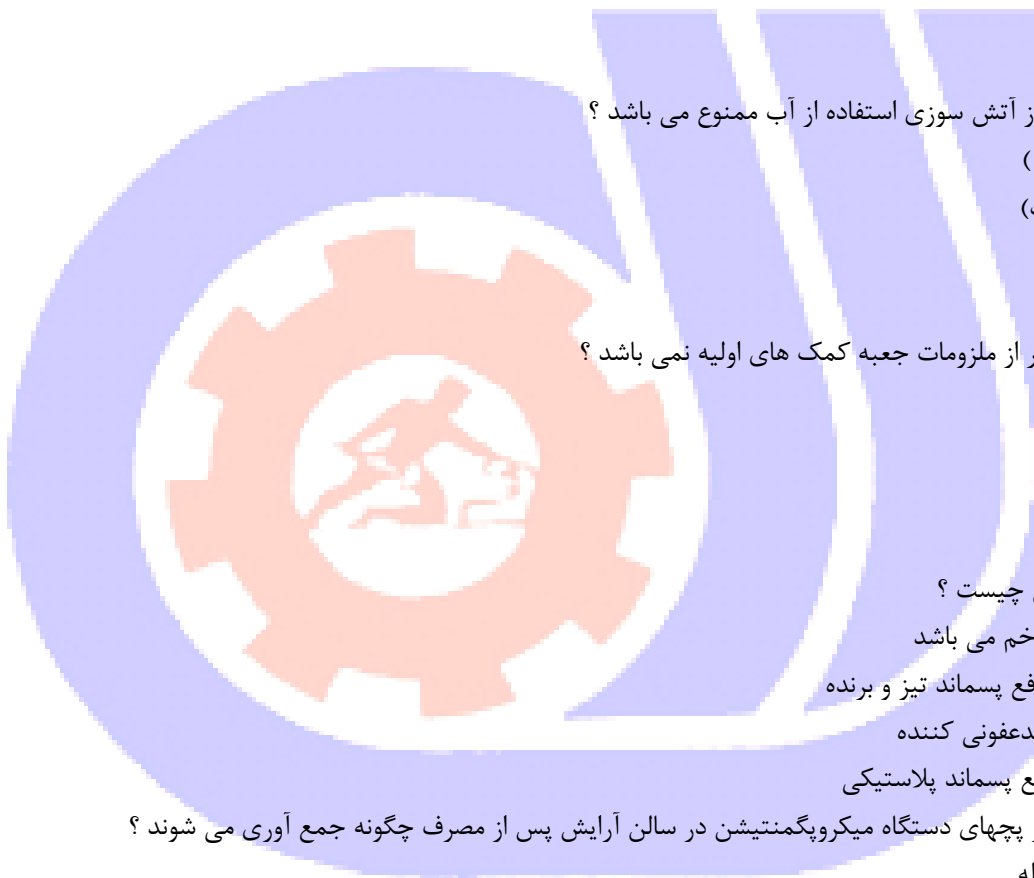 ز آتش سوزی استفاده از آب ممنوع می باشد ؟
(
(
ر از ملزومات جعبه کمک های اولیه نمی باشد ؟
چیست ؟
خم می باشد
فع پسماند تیز و برنده
دعفونی کننده
ع پسماند پلاستیکی
پچهای دستگاه میکروپگمنتیشن در سالن آرایش پس از مصرف چگونه جمع آوری می شوند ؟
له